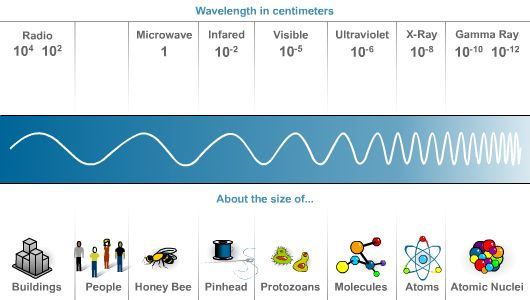 Wavelength in centimeters
Radio Microwave Infared Visible Ultraviolet X-Ray Gamma Ray
10⁴ 10² 1 10⁻² 10⁻⁵ 10⁻⁶ 10⁻⁸ 10⁻¹⁰ 10⁻¹²
About the size of...
Buildings People Honey Bee Pinhead Protozoans Molecules Atoms Atomic Nuclei